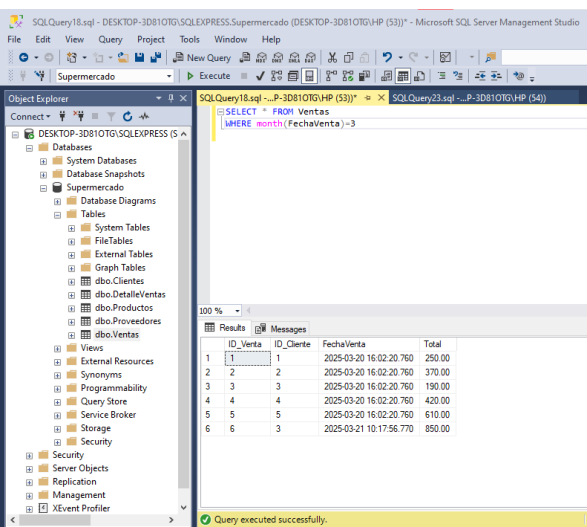 SQLQuery18.sql - DESKTOP-3D81OTG\SQLEXPRESS.Supermercado (DESKTOP-3D81OTG\HP (53))* - Microsoft SQL Server Management Studio
File Edit View Query Project Tools Window Help
New Query
Supermercado Execute
Object Explorer
SQLQuery18.sql -...P-3D81OTG\HP (53))* SQLQuery23.sql -...P-3D81OTG\HP (54))
Connect
SELECT * FROM Ventas
WHERE month(FechaVenta)=3
DESKTOP-3D81OTG\SQLEXPRESS (S
Databases
System Databases
Database Snapshots
Supermercado
Database Diagrams
Tables
System Tables
FileTables
External Tables
Graph Tables
dbo.Clientes
dbo.DetalleVentas
dbo.Productos
dbo.Proveedores
dbo.Ventas
Views
External Resources
Synonyms
Programmability
Query Store
Service Broker
Storage
Security
Security
Server Objects
Replication
Management
XEvent Profiler
100 %
Results Messages
ID_Venta ID_Cliente FechaVenta Total
1 1 1 2025-03-20 16:02:20.760 250.00
2 2 2 2025-03-20 16:02:20.760 370.00
3 3 3 2025-03-20 16:02:20.760 190.00
4 4 4 2025-03-20 16:02:20.760 420.00
5 5 5 2025-03-20 16:02:20.760 610.00
6 6 3 2025-03-21 10:17:56.770 850.00
Query executed successfully.